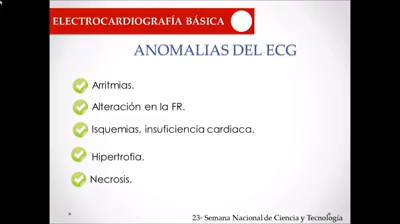 ELECTROCARDIOGRAFÍA BÁSICA
ANOMALIAS DEL ECG
Arritmias.
Alteración en la FR.
Isquemias, insuficiencia cardiaca.
Hipertrofia.
Necrosis.
23ª Semana Nacional de Ciencia y Tecnología